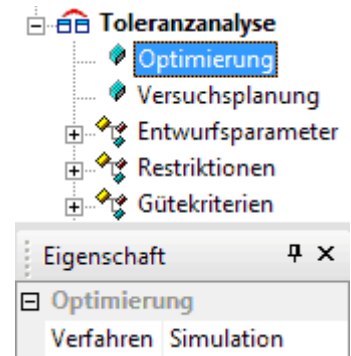 Toleranzanalyse
Optimierung
Versuchsplanung
Entwurfsparameter
Restriktionen
Gütekriterien
Eigenschaft
Optimierung
Verfahren Simulation